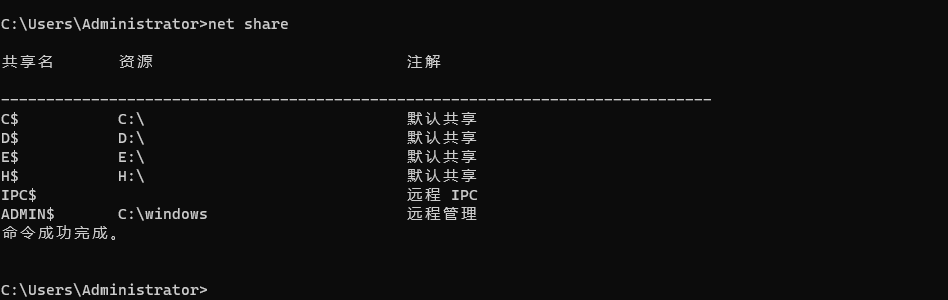 C:\Users\Administrator>net share
共享名       资源                                注解
-------------------------------------------------------------------------------
C$           C:\                             默认共享
D$           D:\                             默认共享
E$           E:\                             默认共享
H$           H:\                             默认共享
IPC$                                         远程 IPC
ADMIN$       C:\windows                      远程管理
命令成功完成。
C:\Users\Administrator>